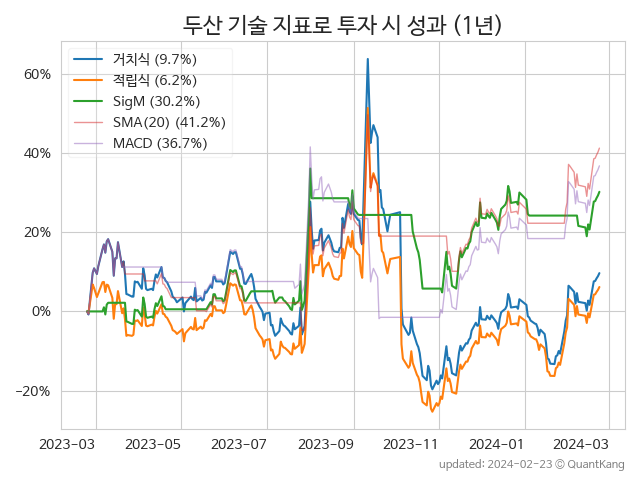 두산 기술 지표로 투자 시 성과 (1년)
거치식 (9.7%)
적립식 (6.2%)
SigM (30.2%)
SMA(20) (41.2%)
MACD (36.7%)
60%
40%
20%
0%
−20%
2023-03 2023-05 2023-07 2023-09 2023-11 2024-01 2024-03
updated: 2024-02-23 ⓒ QuantKang